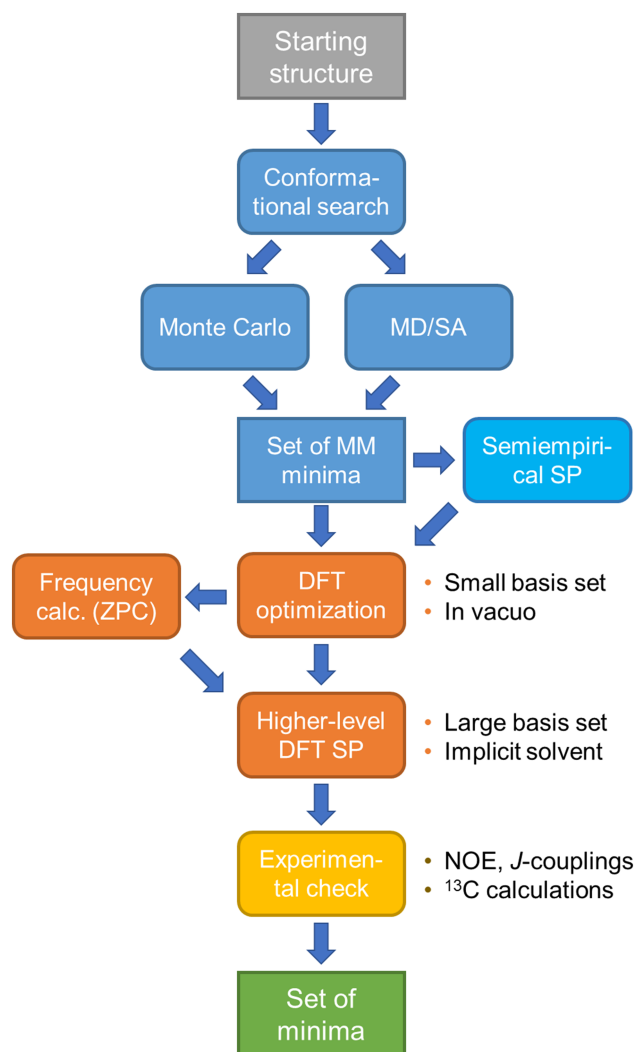 Starting
structure
Conforma-
tional search
Monte Carlo
MD/SA
Set of MM
minima
Semiempiri-
cal SP
Frequency
calc. (ZPC)
DFT
optimization
• Small basis set
• In vacuo
Higher-level
DFT SP
• Large basis set
• Implicit solvent
Experimen-
tal check
• NOE, J-couplings
• ¹³C calculations
Set of
minima